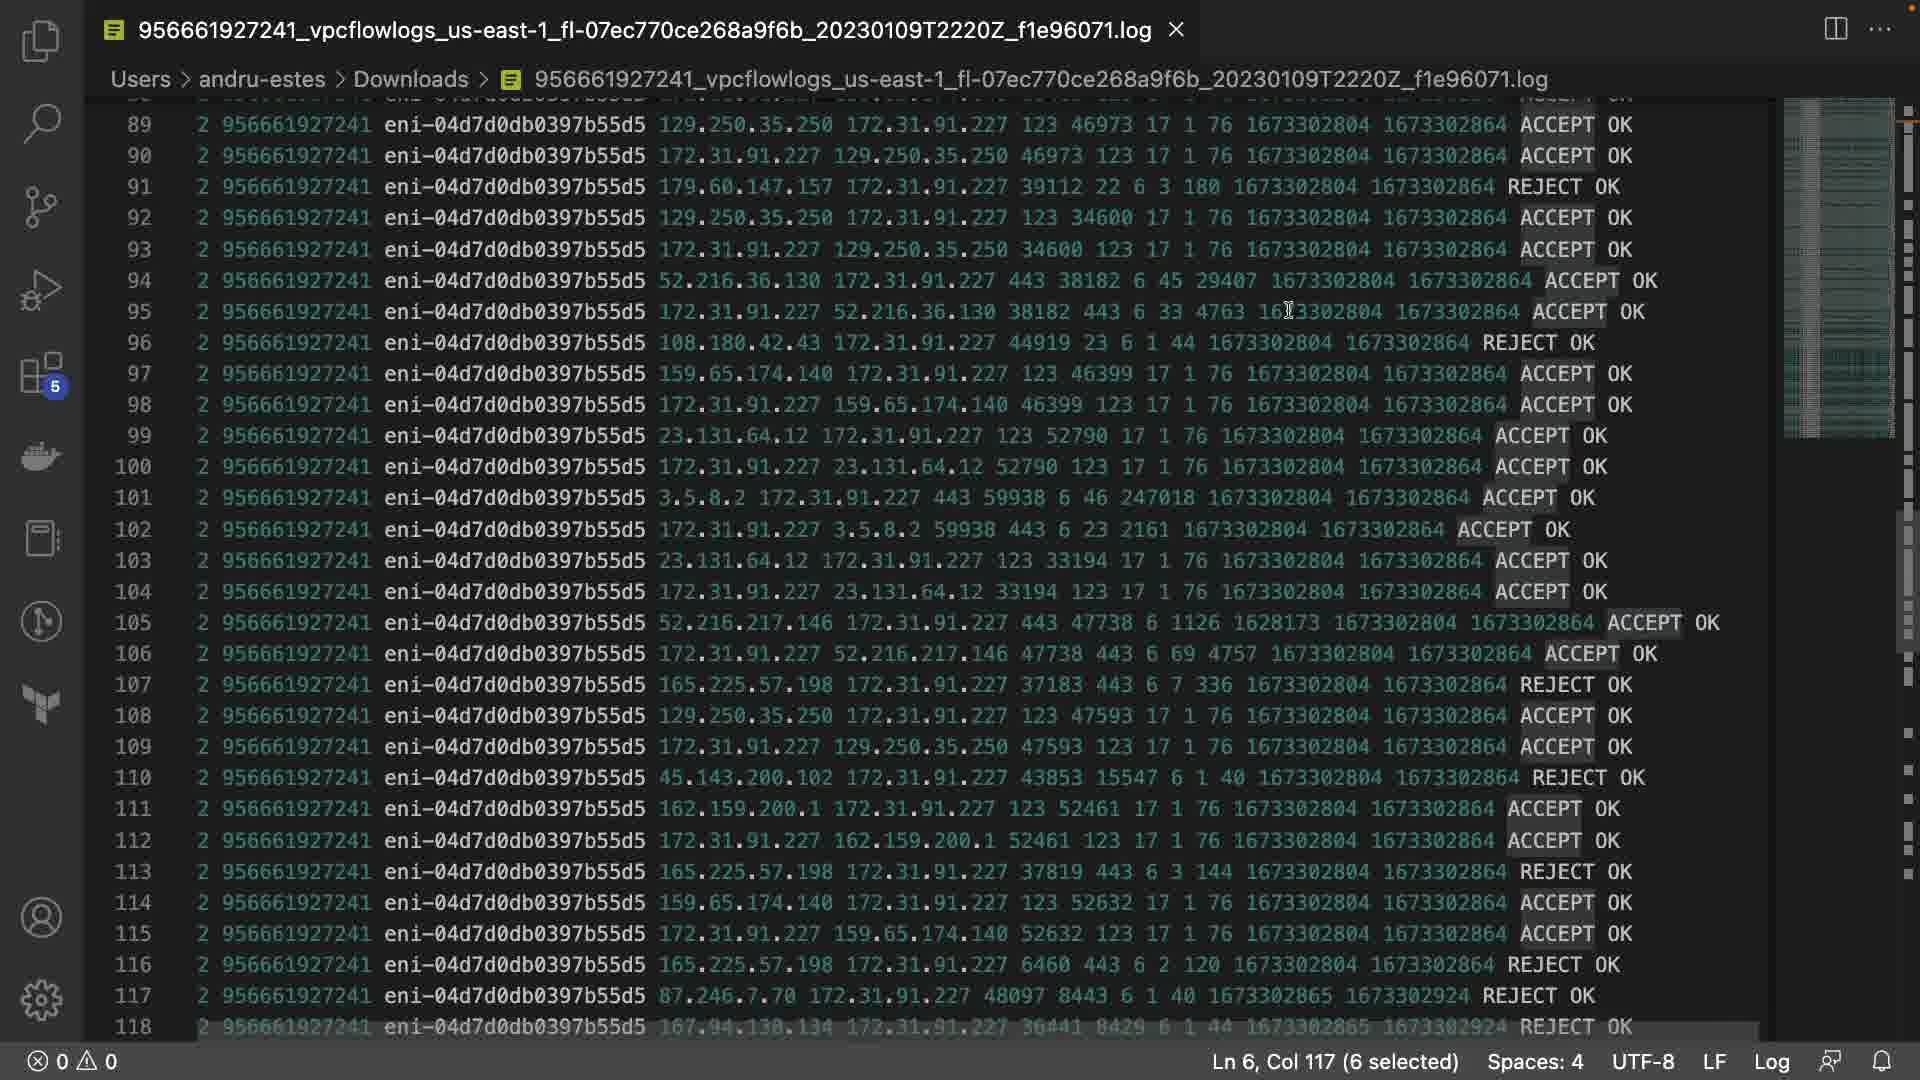 956661927241_vpcflowlogs_us-east-1_fl-07ec770ce268a9f6b_20230109T2220Z_f1e96071.log
Users > andru-estes > Downloads > 956661927241_vpcflowlogs_us-east-1_fl-07ec770ce268a9f6b_20230109T2220Z_f1e96071.log
89 2 956661927241 eni-04d7d0db0397b55d5 129.250.35.250 172.31.91.227 123 46973 17 1 76 1673302804 1673302864 ACCEPT OK
90 2 956661927241 eni-04d7d0db0397b55d5 172.31.91.227 129.250.35.250 46973 123 17 1 76 1673302804 1673302864 ACCEPT OK
91 2 956661927241 eni-04d7d0db0397b55d5 179.60.147.157 172.31.91.227 39112 22 6 3 180 1673302804 1673302864 REJECT OK
92 2 956661927241 eni-04d7d0db0397b55d5 129.250.35.250 172.31.91.227 123 34600 17 1 76 1673302804 1673302864 ACCEPT OK
93 2 956661927241 eni-04d7d0db0397b55d5 172.31.91.227 129.250.35.250 34600 123 17 1 76 1673302804 1673302864 ACCEPT OK
94 2 956661927241 eni-04d7d0db0397b55d5 52.216.36.130 172.31.91.227 443 38182 6 45 29407 1673302804 1673302864 ACCEPT OK
95 2 956661927241 eni-04d7d0db0397b55d5 172.31.91.227 52.216.36.130 38182 443 6 33 4763 1673302804 1673302864 ACCEPT OK
96 2 956661927241 eni-04d7d0db0397b55d5 108.180.42.43 172.31.91.227 44919 23 6 1 44 1673302804 1673302864 REJECT OK
97 2 956661927241 eni-04d7d0db0397b55d5 159.65.174.140 172.31.91.227 123 46399 17 1 76 1673302804 1673302864 ACCEPT OK
98 2 956661927241 eni-04d7d0db0397b55d5 172.31.91.227 159.65.174.140 46399 123 17 1 76 1673302804 1673302864 ACCEPT OK
99 2 956661927241 eni-04d7d0db0397b55d5 23.131.64.12 172.31.91.227 123 52790 17 1 76 1673302804 1673302864 ACCEPT OK
100 2 956661927241 eni-04d7d0db0397b55d5 172.31.91.227 23.131.64.12 52790 123 17 1 76 1673302804 1673302864 ACCEPT OK
101 2 956661927241 eni-04d7d0db0397b55d5 3.5.8.2 172.31.91.227 443 59938 6 46 247018 1673302804 1673302864 ACCEPT OK
102 2 956661927241 eni-04d7d0db0397b55d5 172.31.91.227 3.5.8.2 59938 443 6 23 2161 1673302804 1673302864 ACCEPT OK
103 2 956661927241 eni-04d7d0db0397b55d5 23.131.64.12 172.31.91.227 123 33194 17 1 76 1673302804 1673302864 ACCEPT OK
104 2 956661927241 eni-04d7d0db0397b55d5 172.31.91.227 23.131.64.12 33194 123 17 1 76 1673302804 1673302864 ACCEPT OK
105 2 956661927241 eni-04d7d0db0397b55d5 52.216.217.146 172.31.91.227 443 47738 6 1126 1628173 1673302804 1673302864 ACCEPT OK
106 2 956661927241 eni-04d7d0db0397b55d5 172.31.91.227 52.216.217.146 47738 443 6 69 4757 1673302804 1673302864 ACCEPT OK
107 2 956661927241 eni-04d7d0db0397b55d5 165.225.57.198 172.31.91.227 37183 443 6 7 336 1673302804 1673302864 REJECT OK
108 2 956661927241 eni-04d7d0db0397b55d5 129.250.35.250 172.31.91.227 123 47593 17 1 76 1673302804 1673302864 ACCEPT OK
109 2 956661927241 eni-04d7d0db0397b55d5 172.31.91.227 129.250.35.250 47593 123 17 1 76 1673302804 1673302864 ACCEPT OK
110 2 956661927241 eni-04d7d0db0397b55d5 45.143.200.102 172.31.91.227 43853 15547 6 1 40 1673302804 1673302864 REJECT OK
111 2 956661927241 eni-04d7d0db0397b55d5 162.159.200.1 172.31.91.227 123 52461 17 1 76 1673302804 1673302864 ACCEPT OK
112 2 956661927241 eni-04d7d0db0397b55d5 172.31.91.227 162.159.200.1 52461 123 17 1 76 1673302804 1673302864 ACCEPT OK
113 2 956661927241 eni-04d7d0db0397b55d5 165.225.57.198 172.31.91.227 37819 443 6 3 144 1673302804 1673302864 REJECT OK
114 2 956661927241 eni-04d7d0db0397b55d5 159.65.174.140 172.31.91.227 123 52632 17 1 76 1673302804 1673302864 ACCEPT OK
115 2 956661927241 eni-04d7d0db0397b55d5 172.31.91.227 159.65.174.140 52632 123 17 1 76 1673302804 1673302864 ACCEPT OK
116 2 956661927241 eni-04d7d0db0397b55d5 165.225.57.198 172.31.91.227 6460 443 6 2 120 1673302804 1673302864 REJECT OK
117 2 956661927241 eni-04d7d0db0397b55d5 87.246.7.70 172.31.91.227 48097 8443 6 1 40 1673302865 1673302924 REJECT OK
118 2 956661927241 eni-04d7d0db0397b55d5 167.94.138.134 172.31.91.227 36441 8429 6 1 44 1673302865 1673302924 REJECT OK
5
0 0 Ln 6, Col 117 (6 selected) Spaces: 4 UTF-8 LF Log